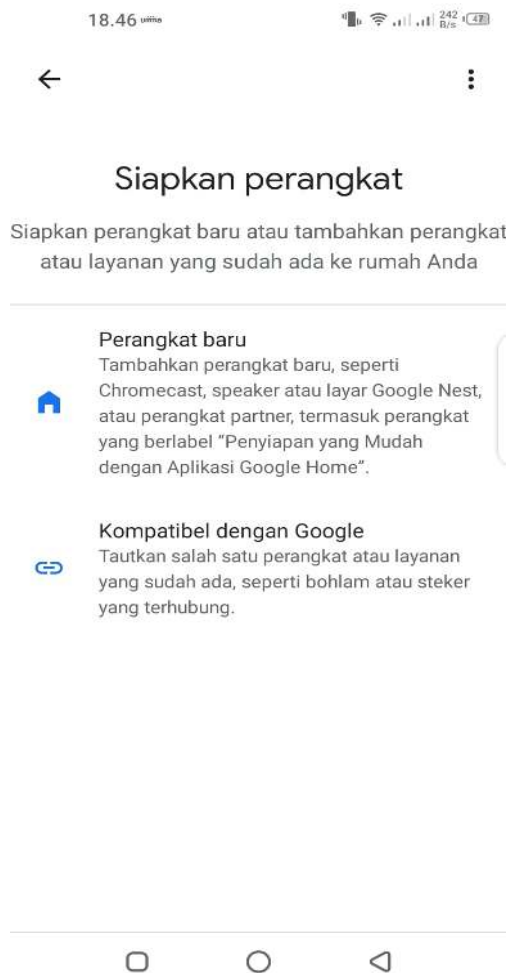 18.46
242
B/s
47
Siapkan perangkat
Siapkan perangkat baru atau tambahkan perangkat
atau layanan yang sudah ada ke rumah Anda
Perangkat baru
Tambahkan perangkat baru, seperti
Chromecast, speaker atau layar Google Nest,
atau perangkat partner, termasuk perangkat
yang berlabel "Penyiapan yang Mudah
dengan Aplikasi Google Home".
Kompatibel dengan Google
Tautkan salah satu perangkat atau layanan
yang sudah ada, seperti bohlam atau steker
yang terhubung.